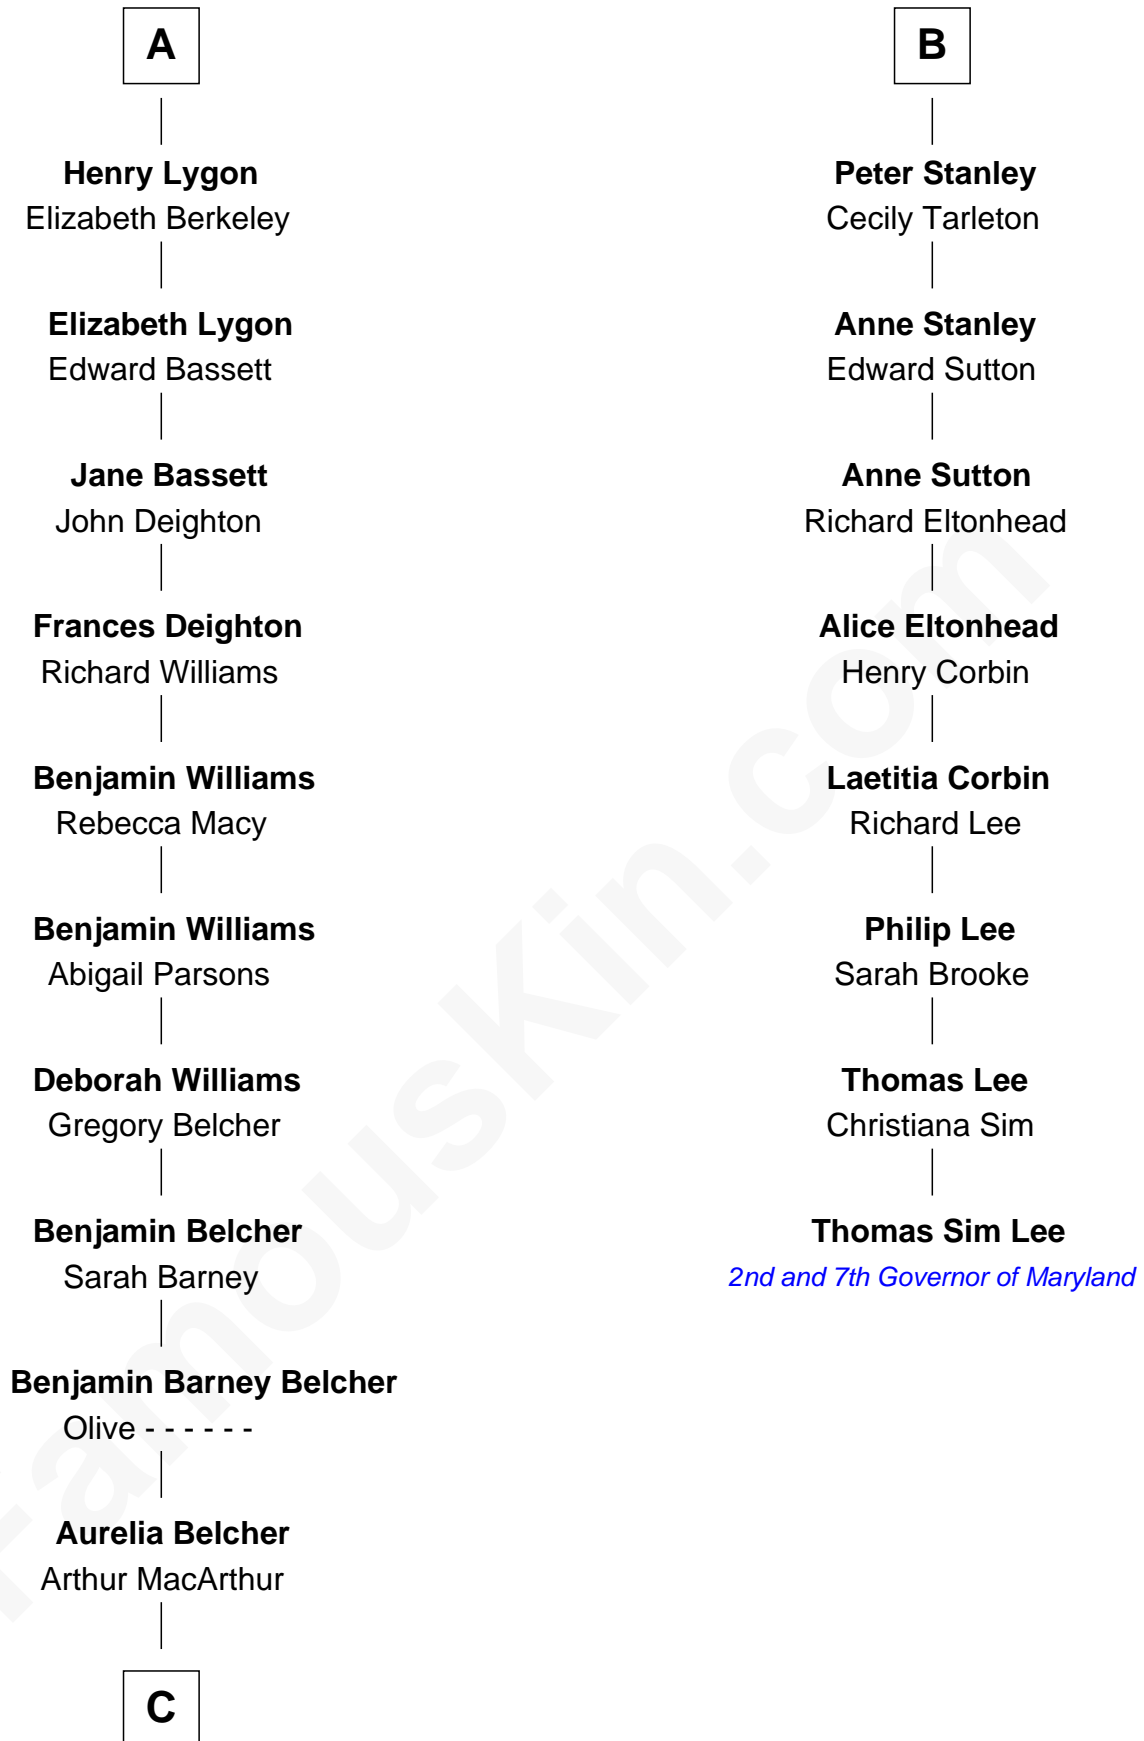 A
Henry Lygon
Elizabeth Berkeley
Elizabeth Lygon
Edward Bassett
Jane Bassett
John Deighton
Frances Deighton
Richard Williams
Benjamin Williams
Rebecca Macy
Benjamin Williams
Abigail Parsons
Deborah Williams
Gregory Belcher
Benjamin Belcher
Sarah Barney
Benjamin Barney Belcher
Olive - - - - - -
Aurelia Belcher
Arthur MacArthur
C
B
Peter Stanley
Cecily Tarleton
Anne Stanley
Edward Sutton
Anne Sutton
Richard Eltonhead
Alice Eltonhead
Henry Corbin
Laetitia Corbin
Richard Lee
Philip Lee
Sarah Brooke
Thomas Lee
Christiana Sim
Thomas Sim Lee
2nd and 7th Governor of Maryland
FamousKin.com